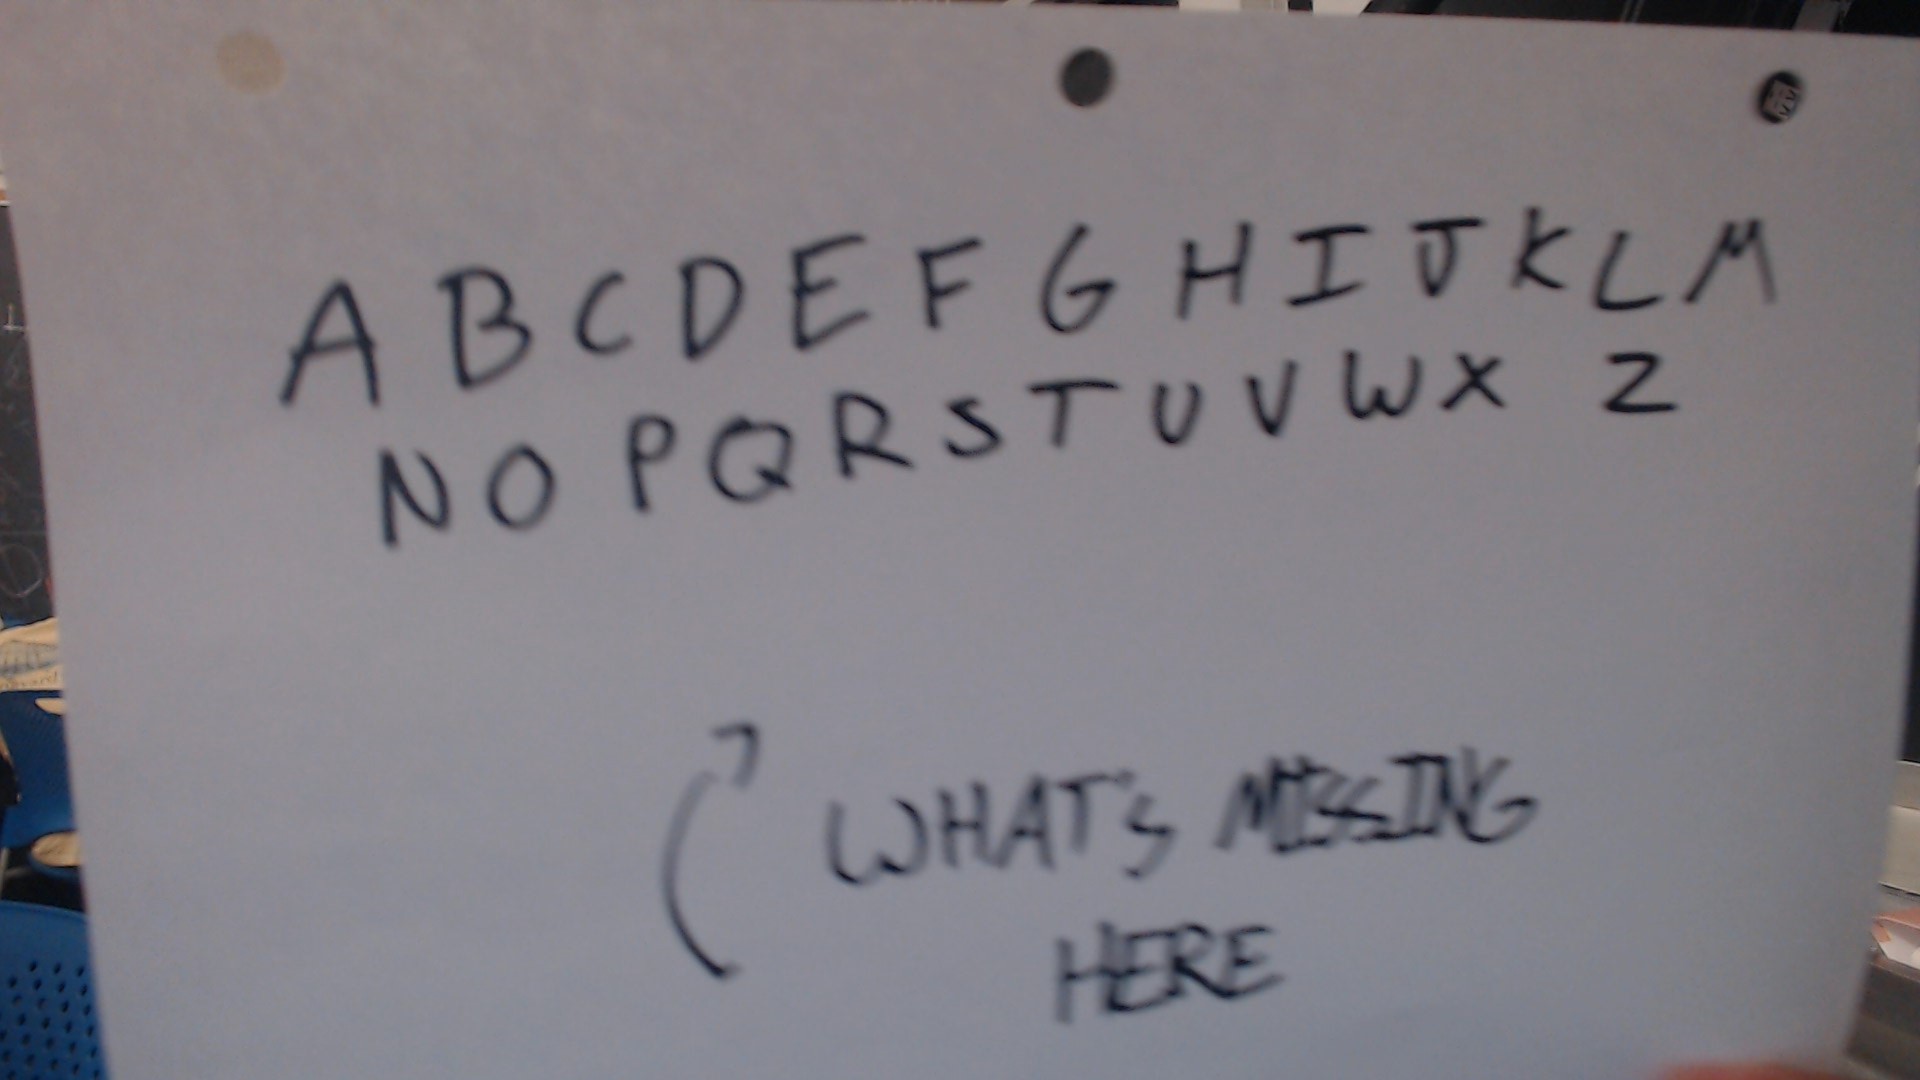 A B C D E F G H I J K L M
N O P Q R S T U V W X Z
WHAT'S MISSING
HERE